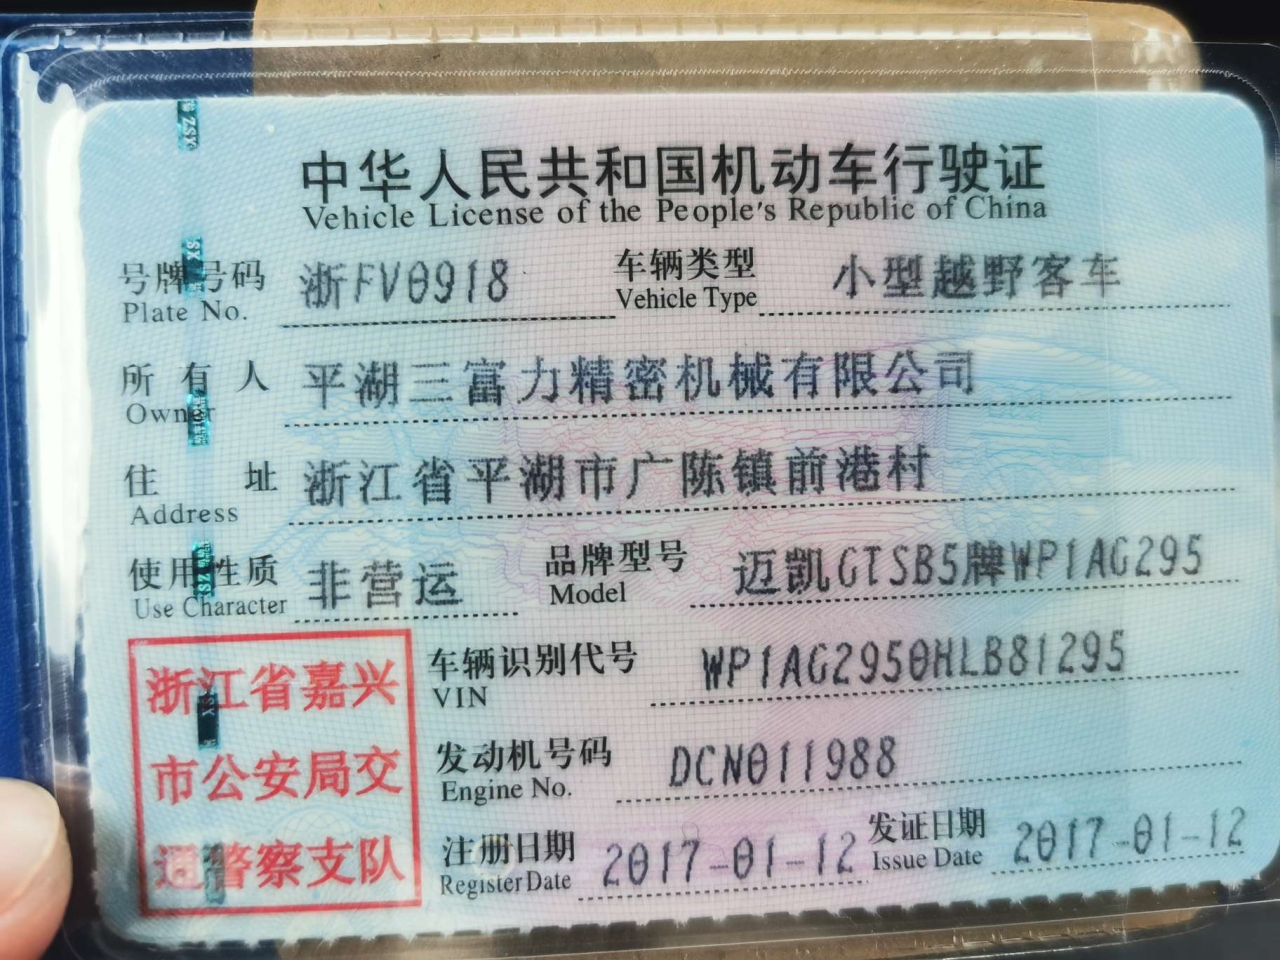 中华人民共和国机动车行驶证
Vehicle License of the People's Republic of China
号牌号码 浙FV0918 车辆类型 小型越野客车
Plate No. Vehicle Type
所有人 平湖三富力精密机械有限公司
Owner
住址 浙江省平湖市广陈镇前港村
Address
使用性质 非营运 品牌型号 迈凯GTSB5牌WP1AG295
Use Character Model
浙江省嘉兴
市公安局交
通警察支队
车辆识别代号 WP1AG2950HLB81295
VIN
发动机号码 DCN011988
Engine No.
注册日期 2017-01-12 发证日期 2017-01-12
Register Date Issue Date